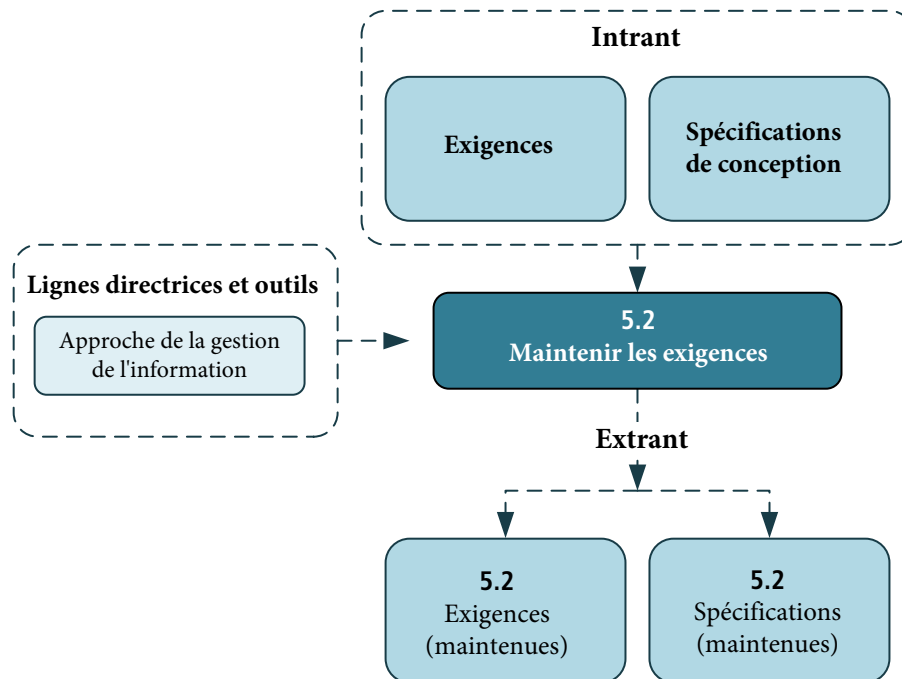 Intrant
Exigences
Spécifications
de conception
Lignes directrices et outils
Approche de la gestion
de l'information
5.2
Maintenir les exigences
Extrant
5.2
Exigences
(maintenues)
5.2
Spécifications
(maintenues)